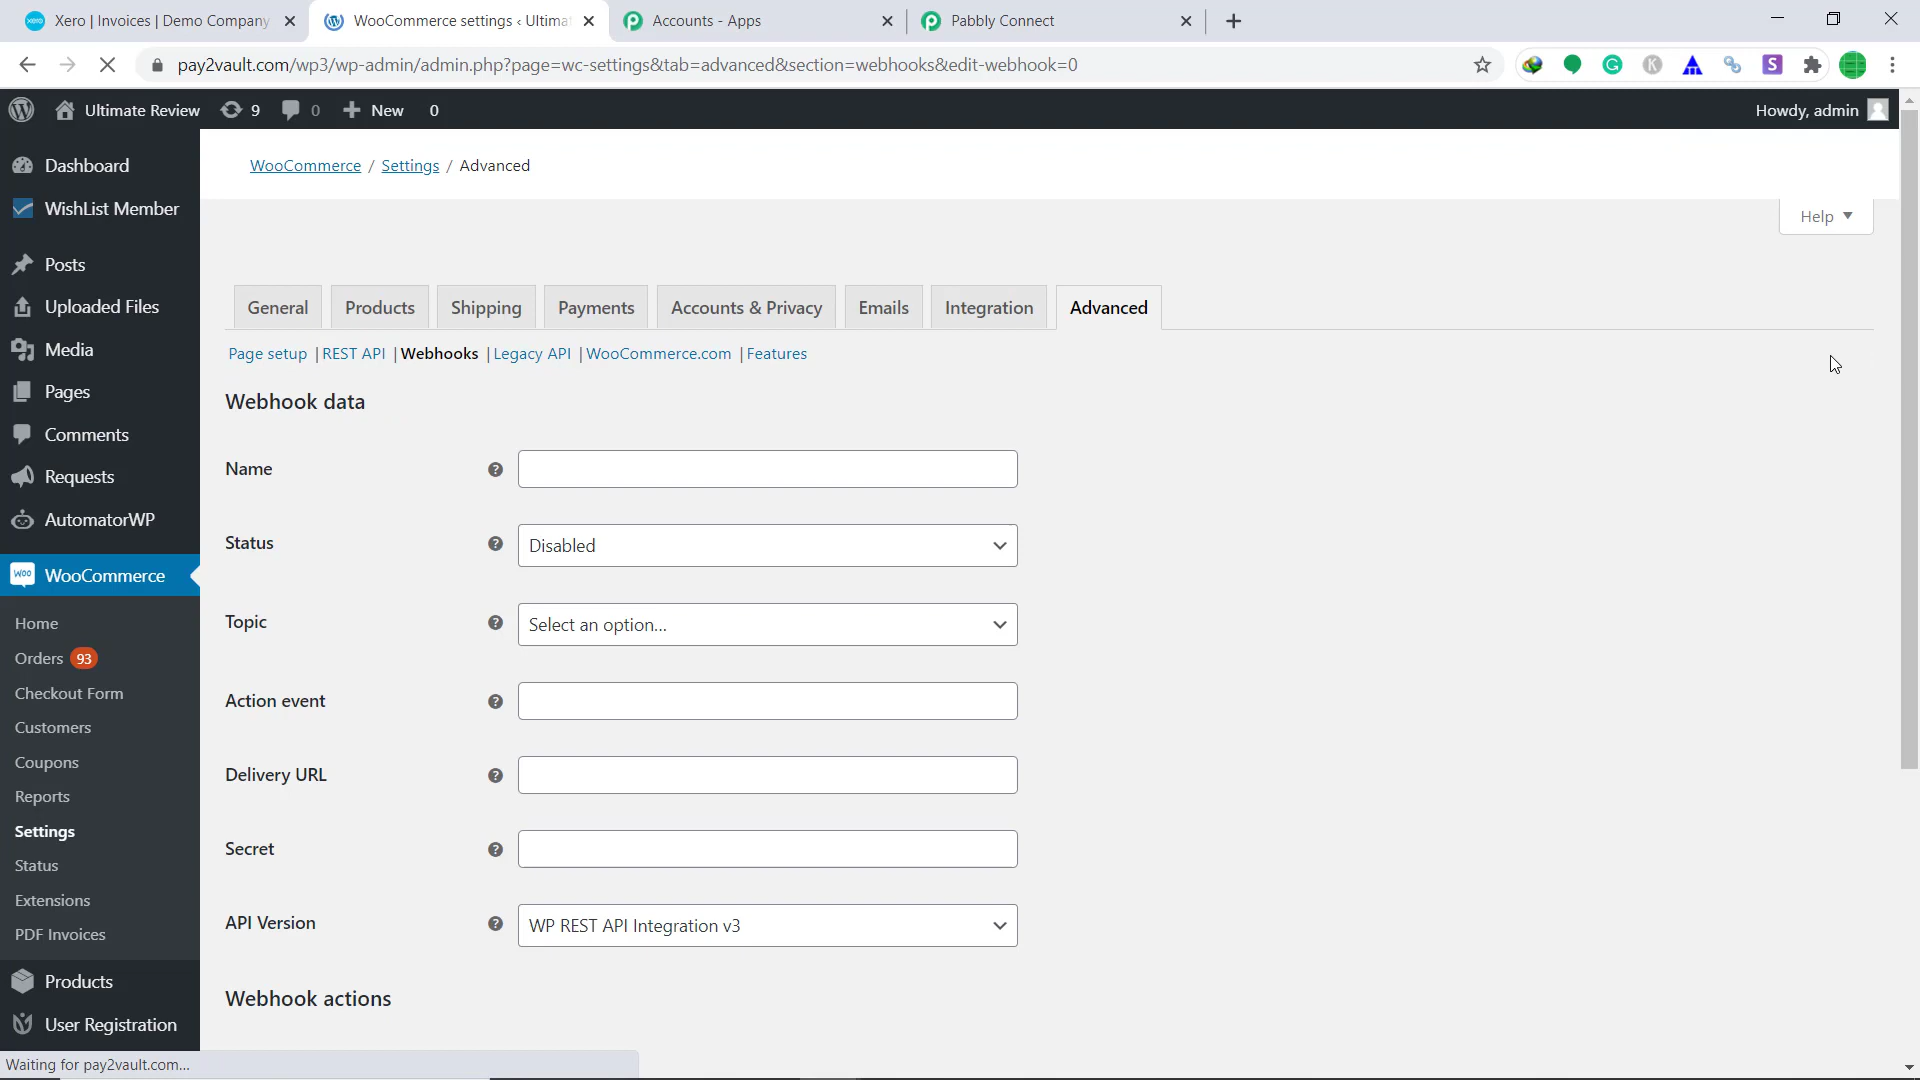 Xero | Invoices | Demo Company
WooCommerce settings ‹ Ultima
Accounts - Apps
Pabbly Connect
pay2vault.com/wp3/wp-admin/admin.php?page=wc-settings&tab=advanced&section=webhooks&edit-webhook=0
Ultimate Review
9
0
New
0
Howdy, admin
Dashboard
WishList Member
Posts
Uploaded Files
Media
Pages
Comments
Requests
AutomatorWP
WooCommerce
Home
Orders 93
Checkout Form
Customers
Coupons
Reports
Settings
Status
Extensions
PDF Invoices
Products
User Registration
WooCommerce / Settings / Advanced
Help
General
Products
Shipping
Payments
Accounts & Privacy
Emails
Integration
Advanced
Page setup | REST API | Webhooks | Legacy API | WooCommerce.com | Features
Webhook data
Name
Status
Disabled
Topic
Select an option...
Action event
Delivery URL
Secret
API Version
WP REST API Integration v3
Webhook actions
Waiting for pay2vault.com...